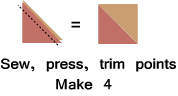 =
Sew, press, trim points
Make 4